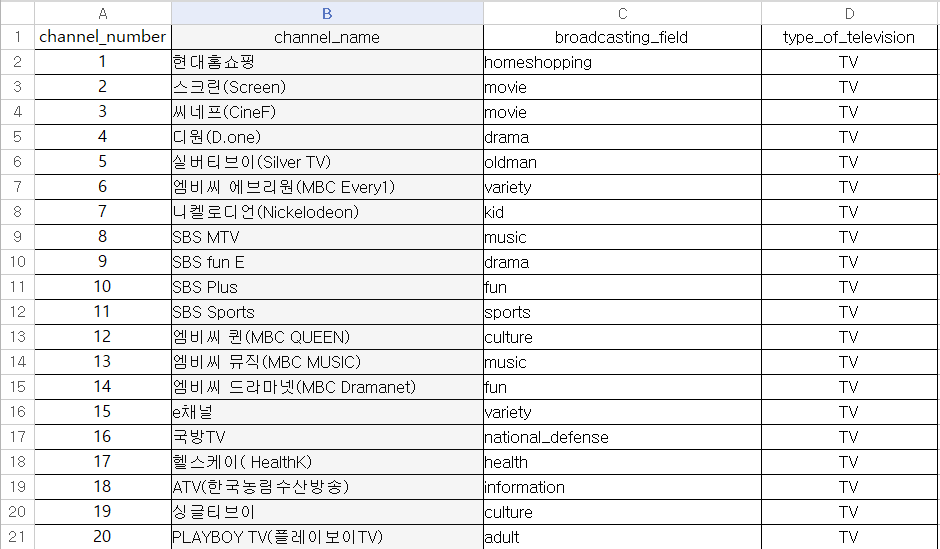 A B C D
1 channel_number channel_name broadcasting_field type_of_television
2 1 현대홈쇼핑 homeshopping TV
3 2 스크린(Screen) movie TV
4 3 씨네프(CineF) movie TV
5 4 디원(D.one) drama TV
6 5 실버티브이(Silver TV) oldman TV
7 6 엠비씨 에브리원(MBC Every1) variety TV
8 7 니켈로디언(Nickelodeon) kid TV
9 8 SBS MTV music TV
10 9 SBS fun E drama TV
11 10 SBS Plus fun TV
12 11 SBS Sports sports TV
13 12 엠비씨 퀸(MBC QUEEN) culture TV
14 13 엠비씨 뮤직(MBC MUSIC) music TV
15 14 엠비씨 드라마넷(MBC Dramanet) fun TV
16 15 e채널 variety TV
17 16 국방TV national_defense TV
18 17 헬스케이( HealthK) health TV
19 18 ATV(한국농림수산방송) information TV
20 19 싱글티브이 culture TV
21 20 PLAYBOY TV(플레이보이TV) adult TV